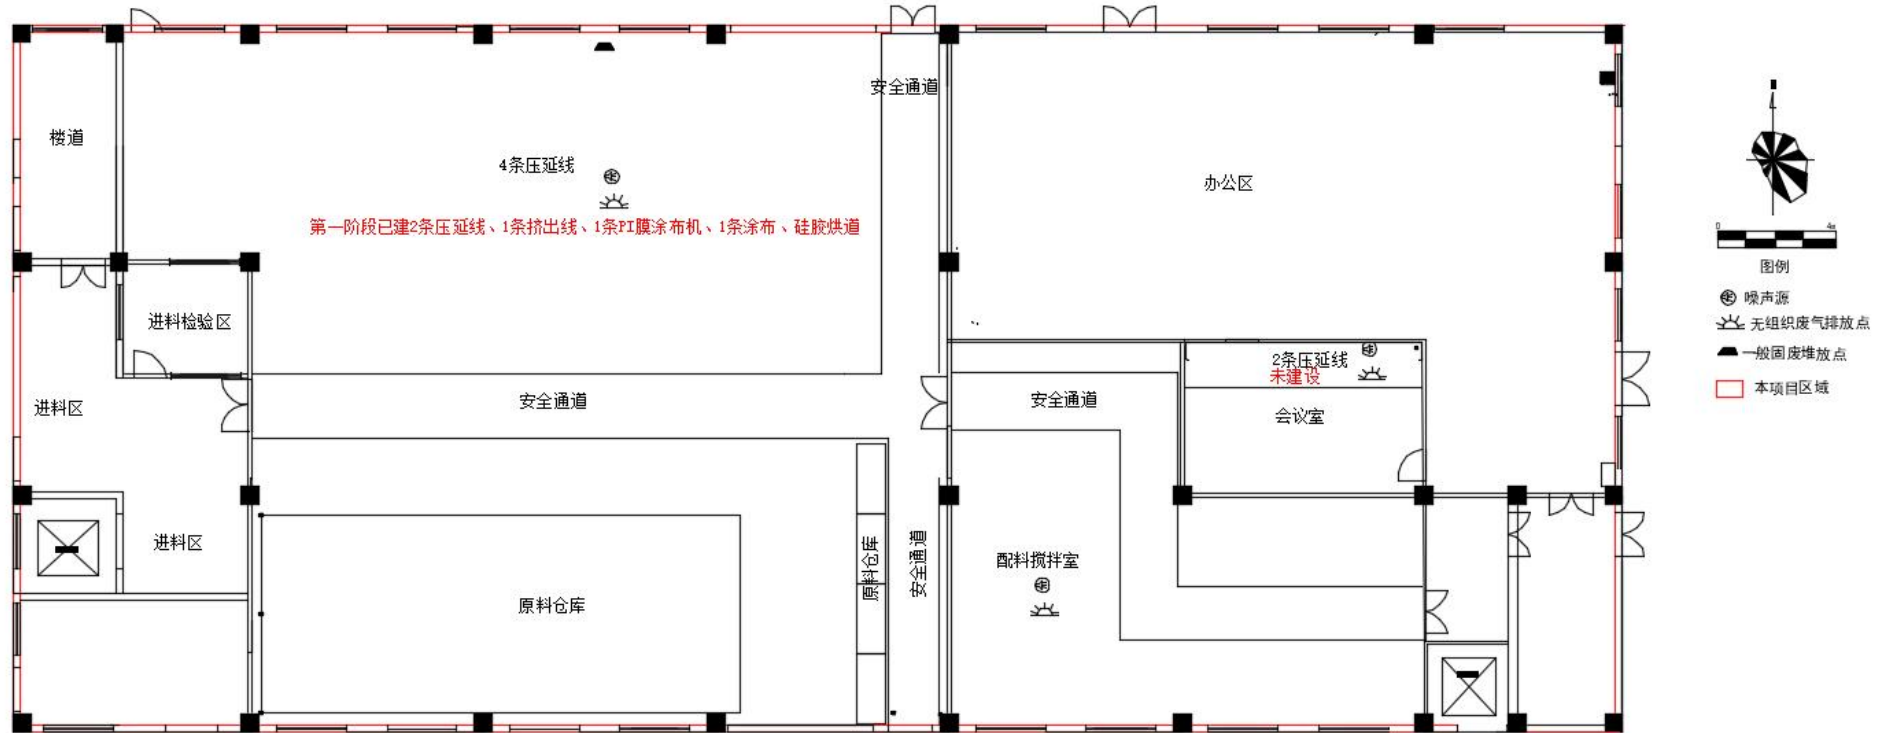 安全通道
楼道
4条压延线
办公区
第一阶段已建2条压延线、1条挤出线、1条PI膜涂布机、1条涂布、硅胶烘道
0
4m
图例
噪声源
无组织废气排放点
一般固废堆放点
本项目区域
进料检验区
2条压延线
未建设
进料区
安全通道
安全通道
会议室
进料区
原料仓库
安全通道
配料搅拌室
原料仓库